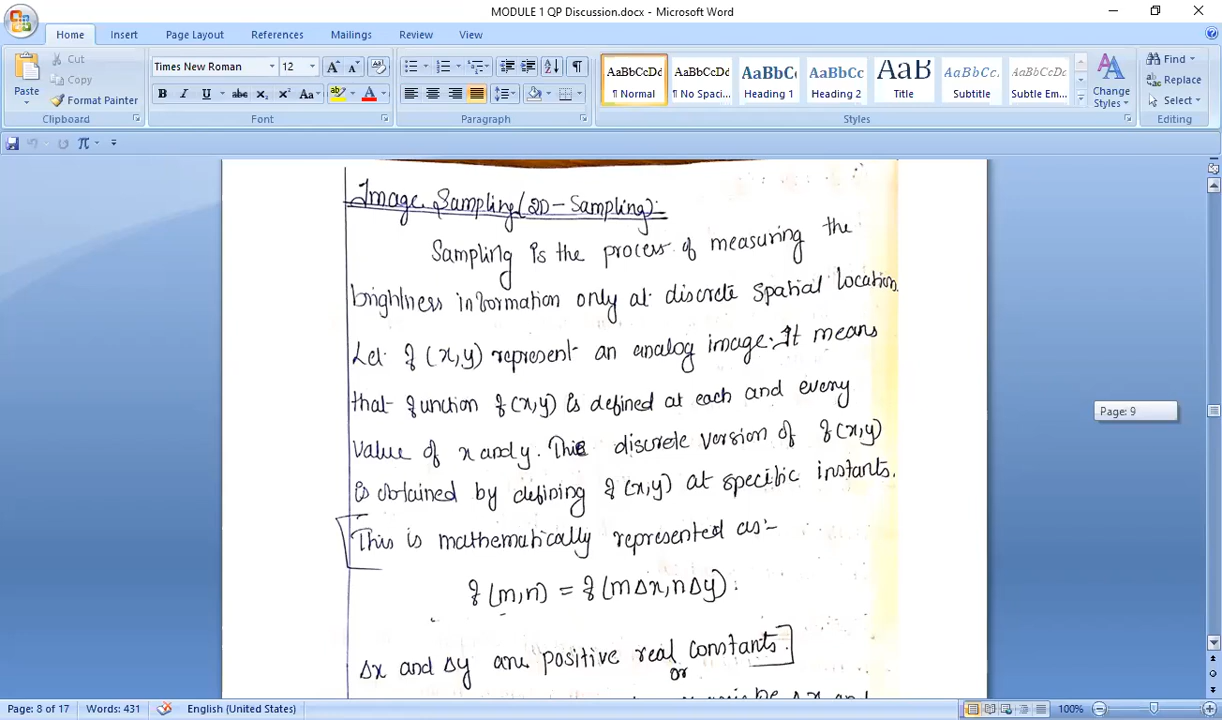 MODULE 1 QP Discussion.docx - Microsoft Word
Home Insert Page Layout References Mailings Review View
Cut
Copy
Format Painter
Paste
Clipboard
Times New Roman 12
Font
Paragraph
AaBbCcDc AaBbCcDc AaBbCc AaBbCc AaB AaBbCcl AaBbCcDc
¶ Normal ¶ No Spaci... Heading 1 Heading 2 Title Subtitle Subtle Em...
Change Styles
Styles
Find
Replace
Select
Editing
Image Sampling (2D-Sampling):
Sampling is the process of measuring the
brightness information only at discrete spatial location.
Let f(x,y) represent an analog image. It means
that function f(x,y) is defined at each and every
value of x and y. The discrete version of f(x,y)
is obtained by defining f(x,y) at specific instants.
This is mathematically represented as:-
f(m,n) = f(mΔx,nΔy).
Δx and Δy are positive real constants.
or
Page: 9
Page: 8 of 17 Words: 431 English (United States) 100%